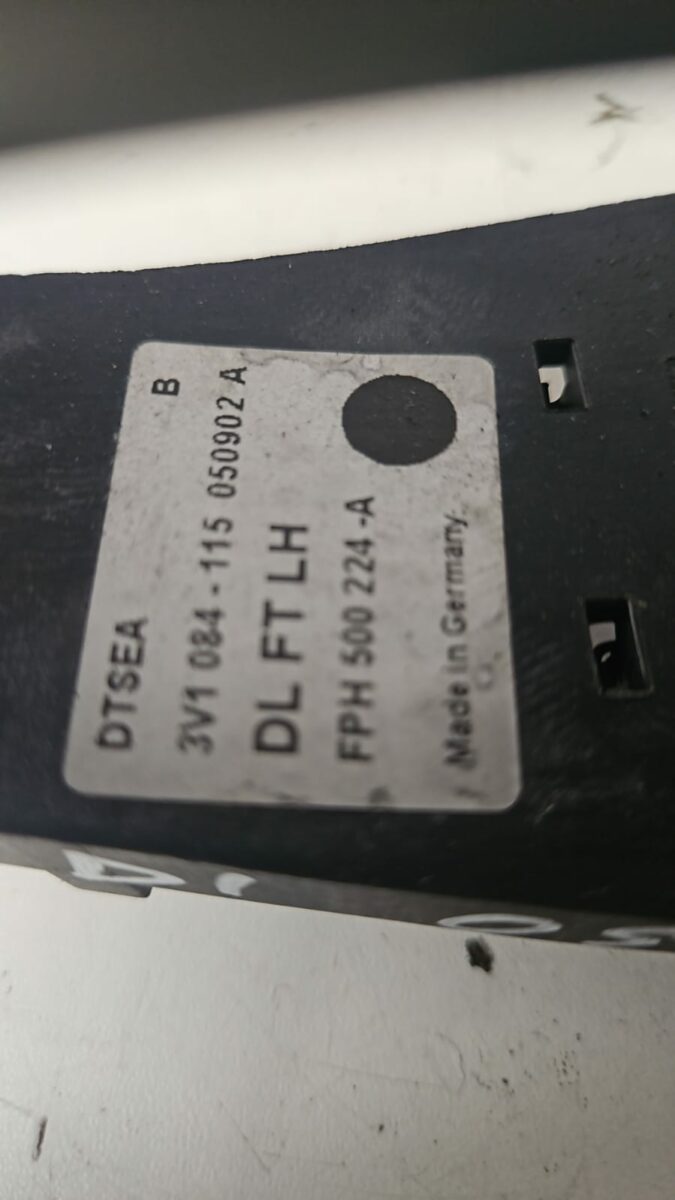 DTSEA B
3V1 084-115 050902 A
DL FT LH
FPH 500 224-A
Made in Germany